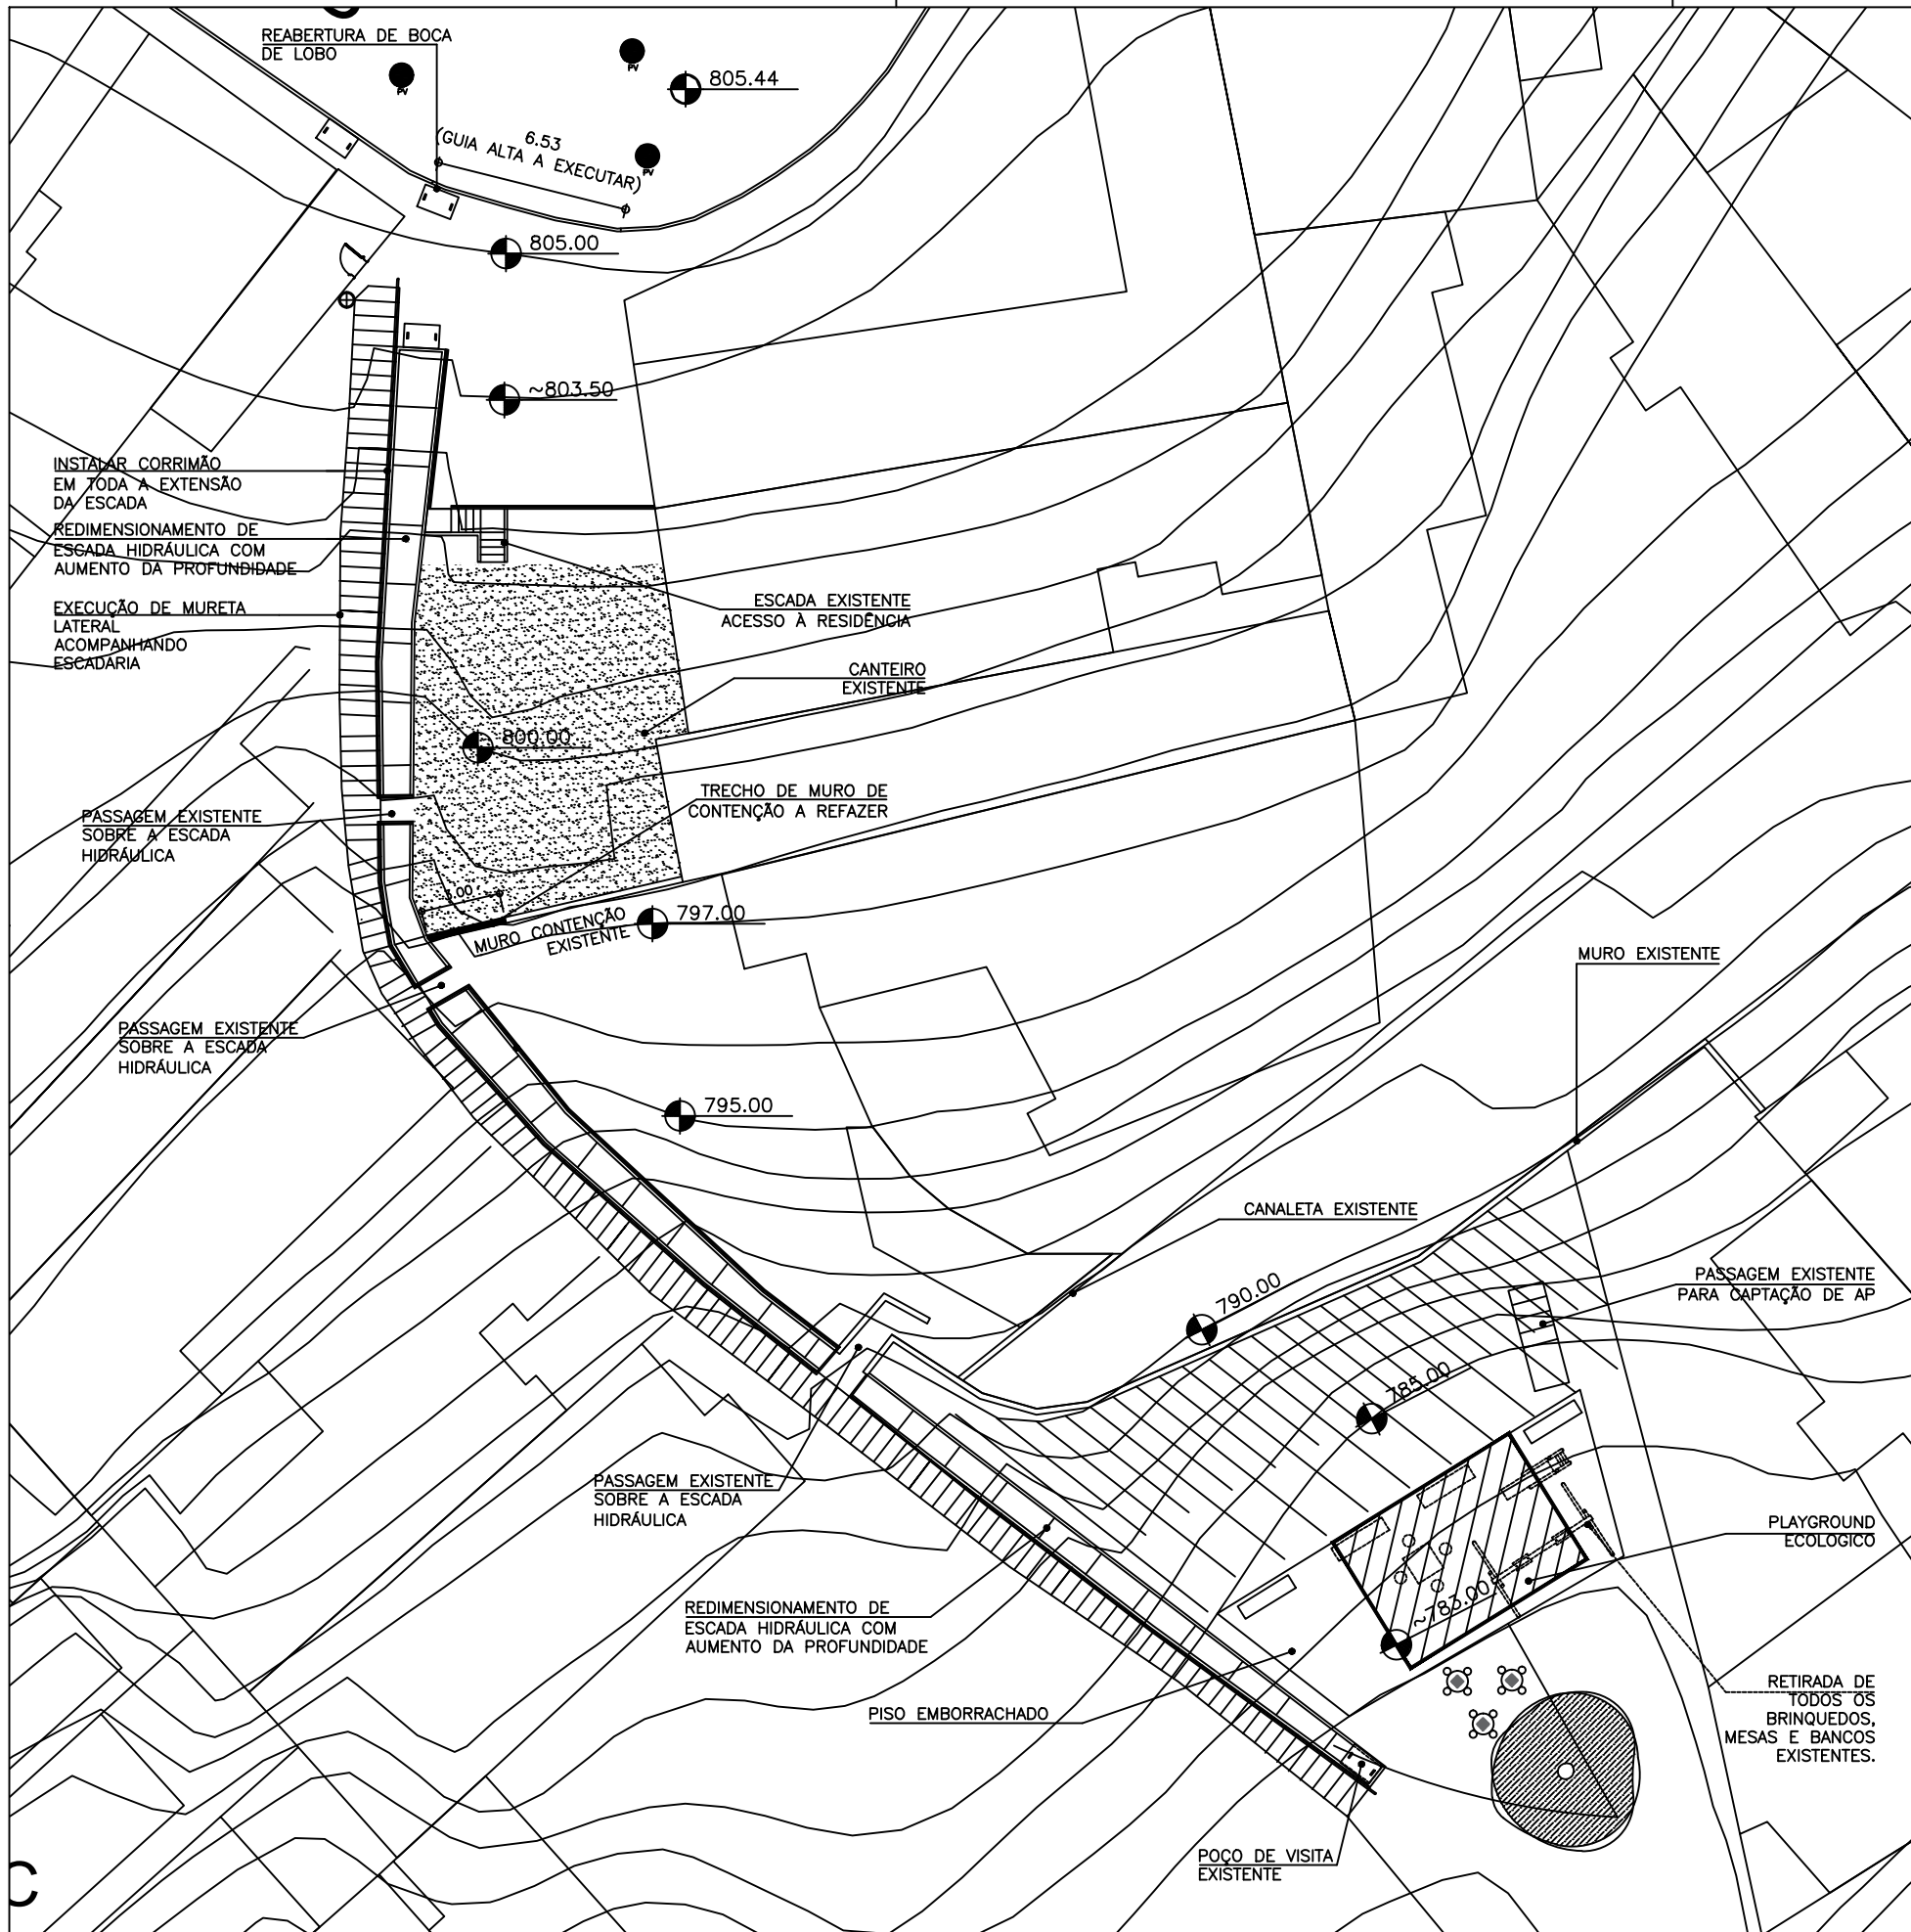 REABERTURA DE BOCA
DE LOBO
PV
PV
805.44
6.53
(GUIA ALTA A EXECUTAR)
PV
805.00
~803.50
INSTALAR CORRIMÃO
EM TODA A EXTENSÃO
DA ESCADA
REDIMENSIONAMENTO DE
ESCADA HIDRÁULICA COM
AUMENTO DA PROFUNDIDADE
EXECUÇÃO DE MURETA
LATERAL
ACOMPANHANDO
ESCADARIA
ESCADA EXISTENTE
ACESSO À RESIDÊNCIA
CANTEIRO
EXISTENTE
800.00
TRECHO DE MURO DE
CONTENÇÃO A REFAZER
PASSAGEM EXISTENTE
SOBRE A ESCADA
HIDRÁULICA
MURO CONTENÇÃO
EXISTENTE
797.00
MURO EXISTENTE
PASSAGEM EXISTENTE
SOBRE A ESCADA
HIDRÁULICA
795.00
CANALETA EXISTENTE
790.00
PASSAGEM EXISTENTE
PARA CAPTAÇÃO DE AP
785.00
PASSAGEM EXISTENTE
SOBRE A ESCADA
HIDRÁULICA
PLAYGROUND
ECOLOGICO
~783.00
REDIMENSIONAMENTO DE
ESCADA HIDRÁULICA COM
AUMENTO DA PROFUNDIDADE
PISO EMBORRACHADO
RETIRADA DE
TODOS OS
BRINQUEDOS,
MESAS E BANCOS
EXISTENTES.
POÇO DE VISITA
EXISTENTE
C